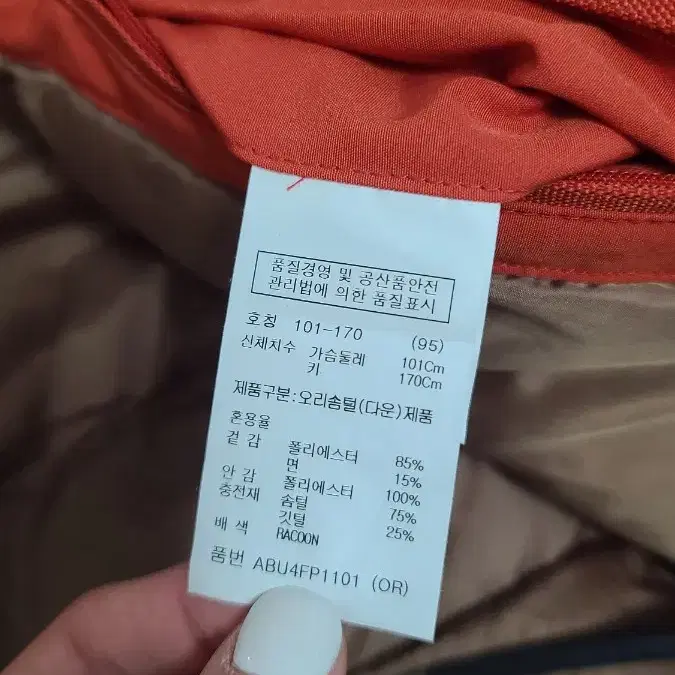 품질경영 및 공산품안전
관리법에 의한 품질표시
호칭 101-170 (95)
신체치수 가슴둘레 101Cm
키 170Cm
제품구분:오리솜털(다운)제품
혼용율
겉 감 폴리에스터 85%
면 15%
안 감 폴리에스터 100%
충전재 솜털 75%
깃털 25%
배 색 RACOON
품번 ABU4FP1101 (OR)